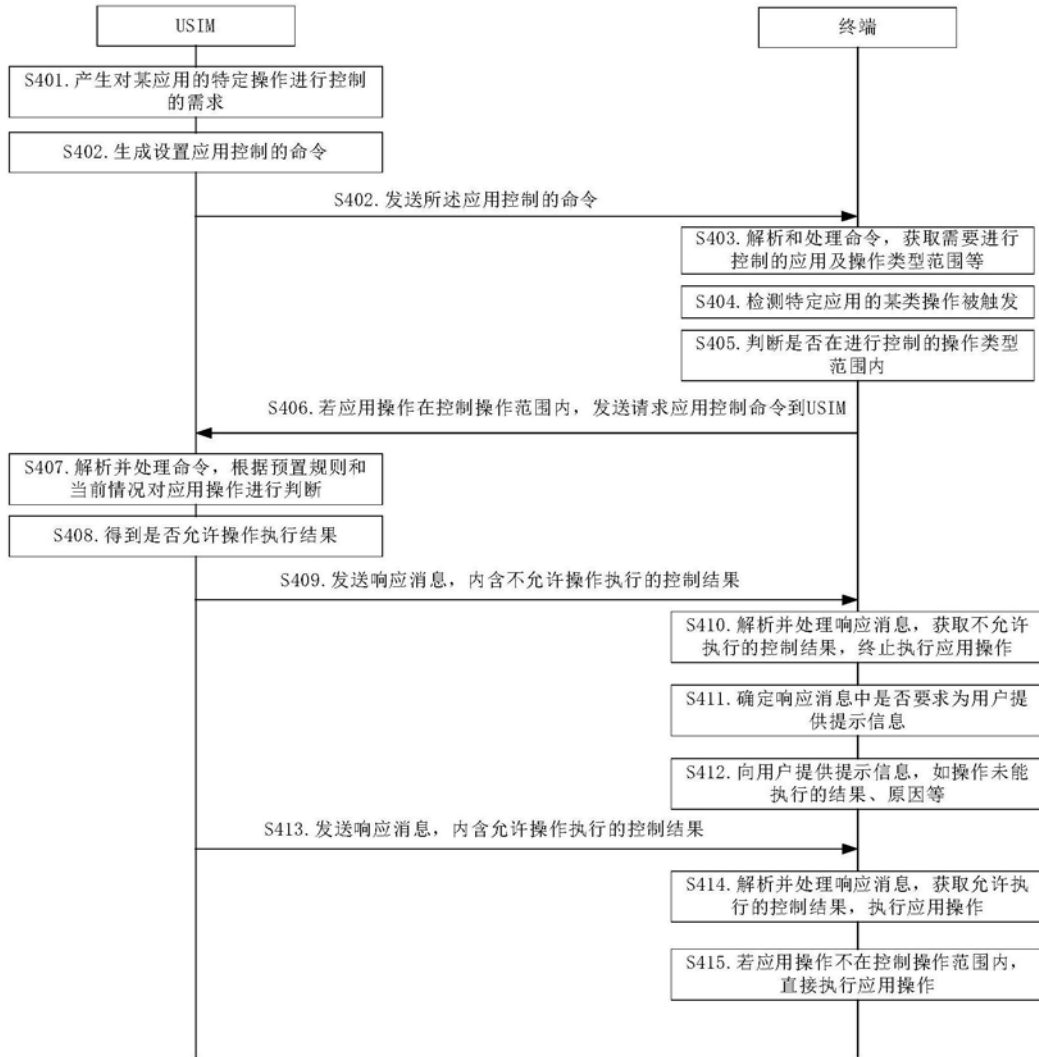 USIM
终端
S401.产生对某应用的特定操作进行控制
的需求
S402.生成设置应用控制的命令
S402.发送所述应用控制的命令
S403.解析和处理命令，获取需要进行
控制的应用及操作类型范围等
S404.检测特定应用的某类操作被触发
S405.判断是否在进行控制的操作类型
范围内
S406.若应用操作在控制操作范围内，发送请求应用控制命令到USIM
S407.解析并处理命令，根据预置规则和
当前情况对应用操作进行判断
S408.得到是否允许操作执行结果
S409.发送响应消息，内含不允许操作执行的控制结果
S410.解析并处理响应消息，获取不允许
执行的控制结果，终止执行应用操作
S411.确定响应消息中是否要求为用户提
供提示信息
S412.向用户提供提示信息，如操作未能
执行的结果、原因等
S413.发送响应消息，内含允许操作执行的控制结果
S414.解析并处理响应消息，获取允许执
行的控制结果，执行应用操作
S415.若应用操作不在控制操作范围内，
直接执行应用操作